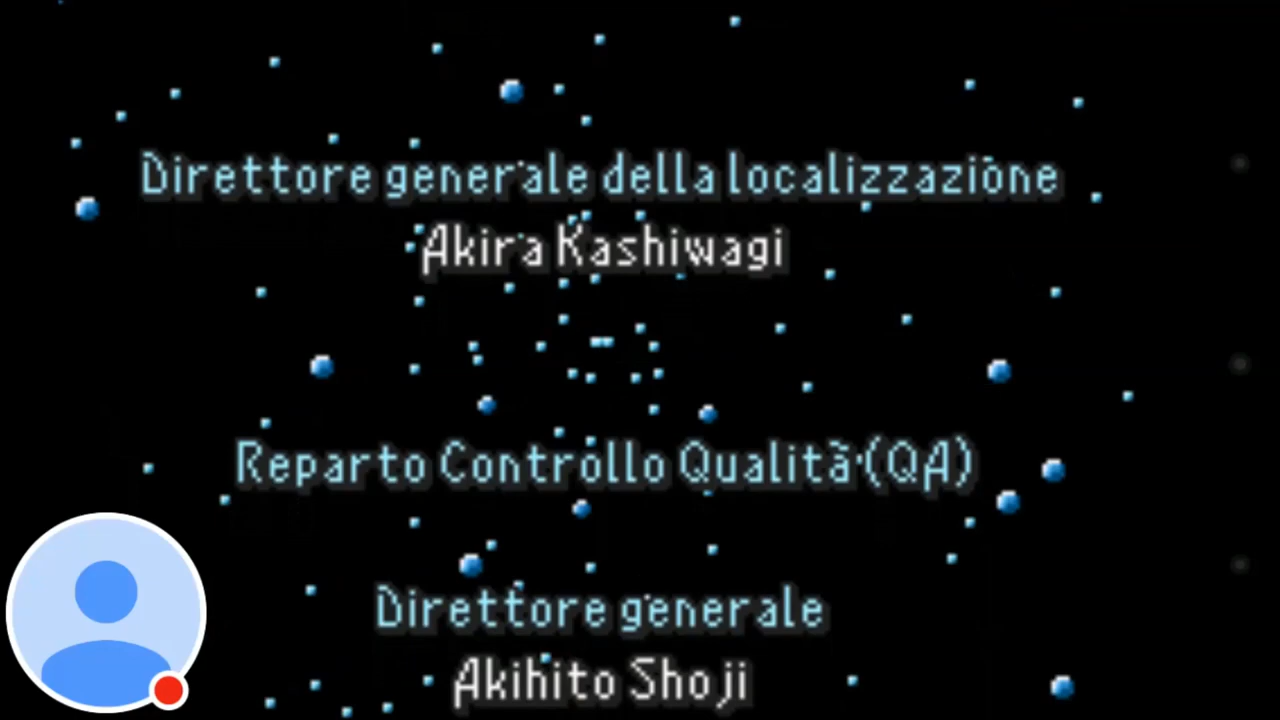 Direttore generale della localizzazione
Akira Kashiwagi
Reparto Controllo Qualità (QA)
Direttore generale
Akihito Shoji